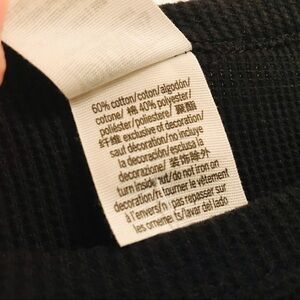 60% cotton/coton/algodón/
cotone/ 棉 40% polyester/
poliéster/poliestere/ 聚酯
纤维 exclusive of decoration/
sauf décoration/no incluye
la decoración/esclusa la
decorazione/装饰除外
turn inside out/do not iron on
decoration/retourner le vêtement
à l'envers/n pas repasser sur
les ornements/lavar del lado